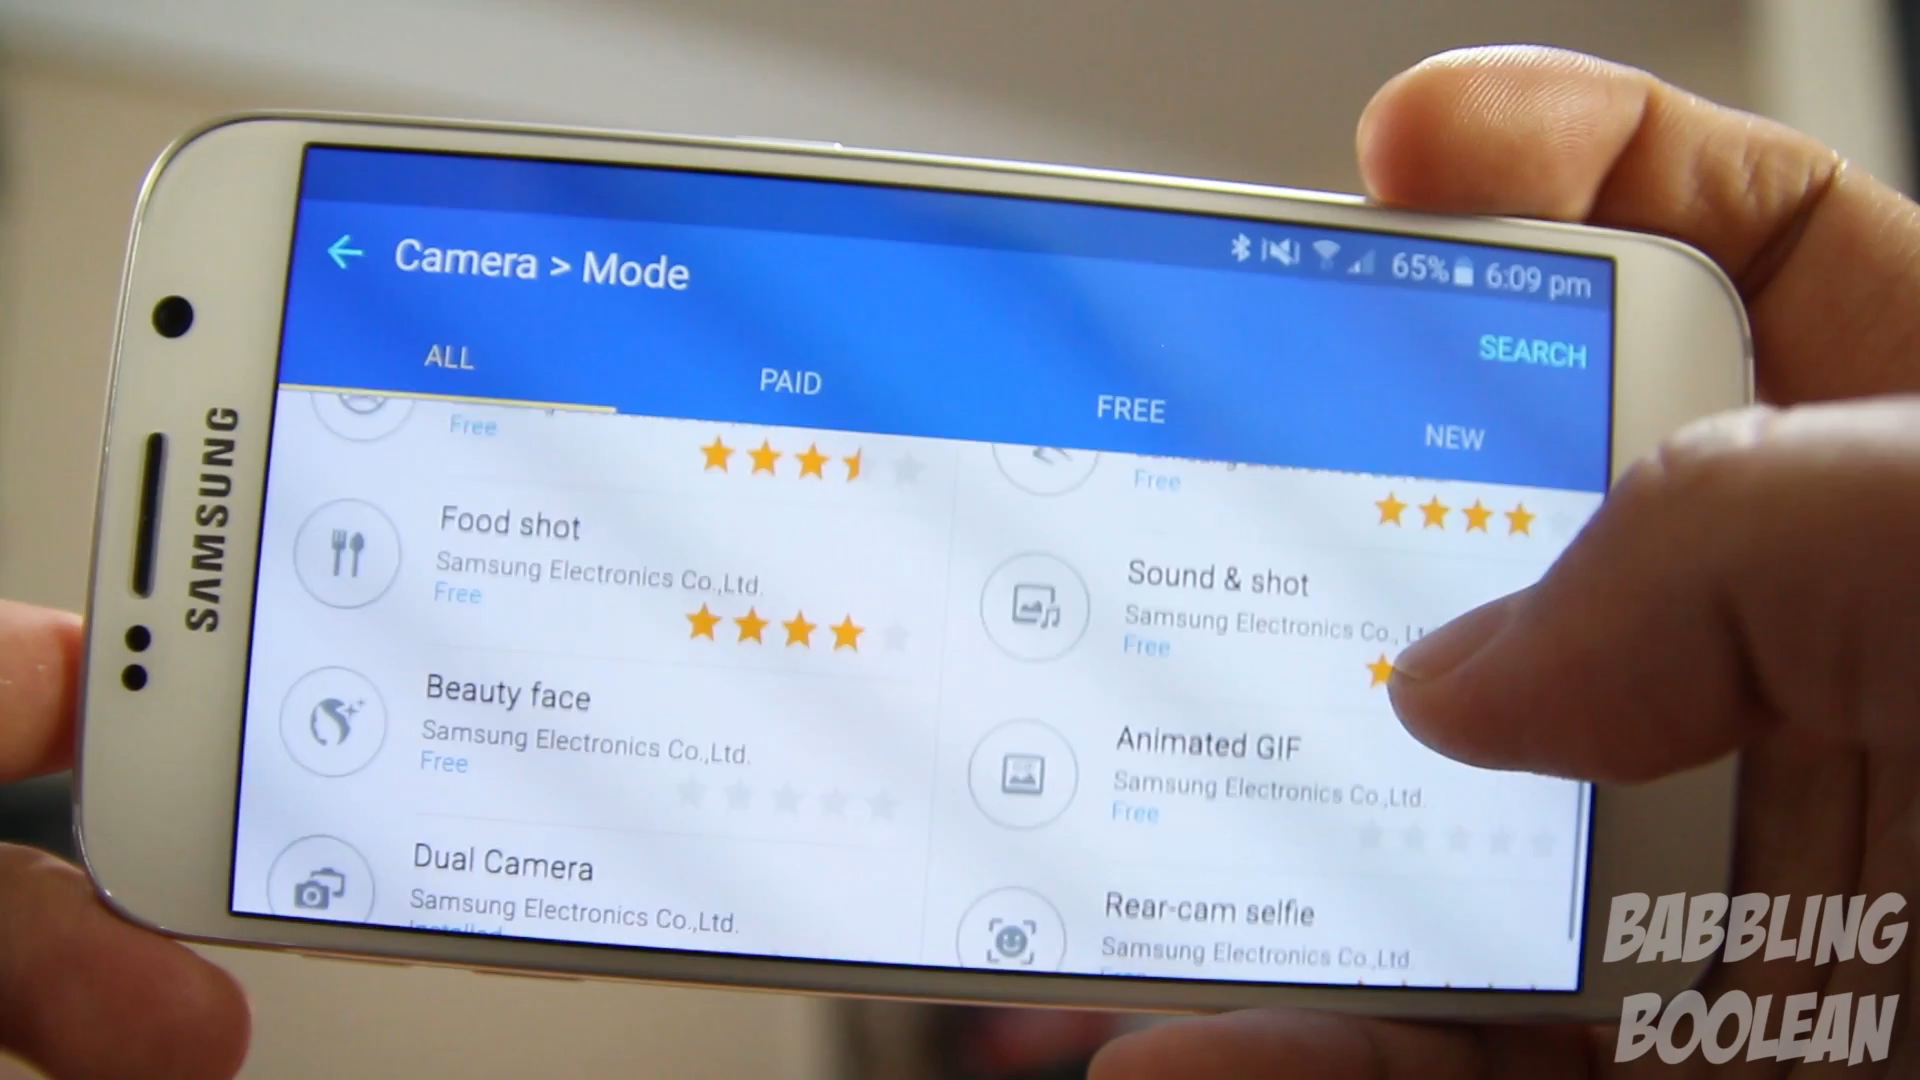 SAMSUNG
65% 6:09 pm
Camera > Mode
SEARCH
ALL
PAID
FREE
NEW
Free
Free
Food shot
Samsung Electronics Co.,Ltd.
Free
Sound & shot
Samsung Electronics Co.,
Free
Beauty face
Samsung Electronics Co.,Ltd.
Free
Animated GIF
Samsung Electronics Co.,Ltd.
Free
Dual Camera
Samsung Electronics Co.,Ltd.
Installed
Rear-cam selfie
Samsung Electronics Co.,Ltd
Free
BABBLING
BOOLEAN